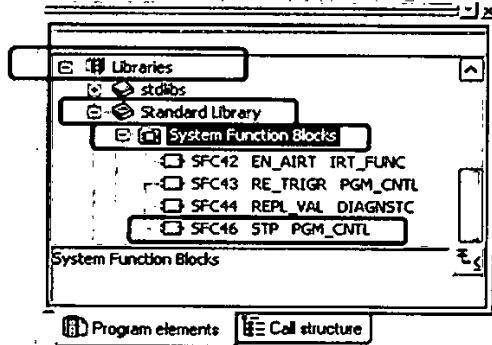 Libraries
stdlibs
Standard Library
System Function Blocks
SFC42 EN_AIRT IRT_FUNC
SFC43 RE_TRIGR PGM_CNTL
SFC44 REPL_VAL DIAGNSTC
SFC46 STP PGM_CNTL
System Function Blocks
Program elements Call structure